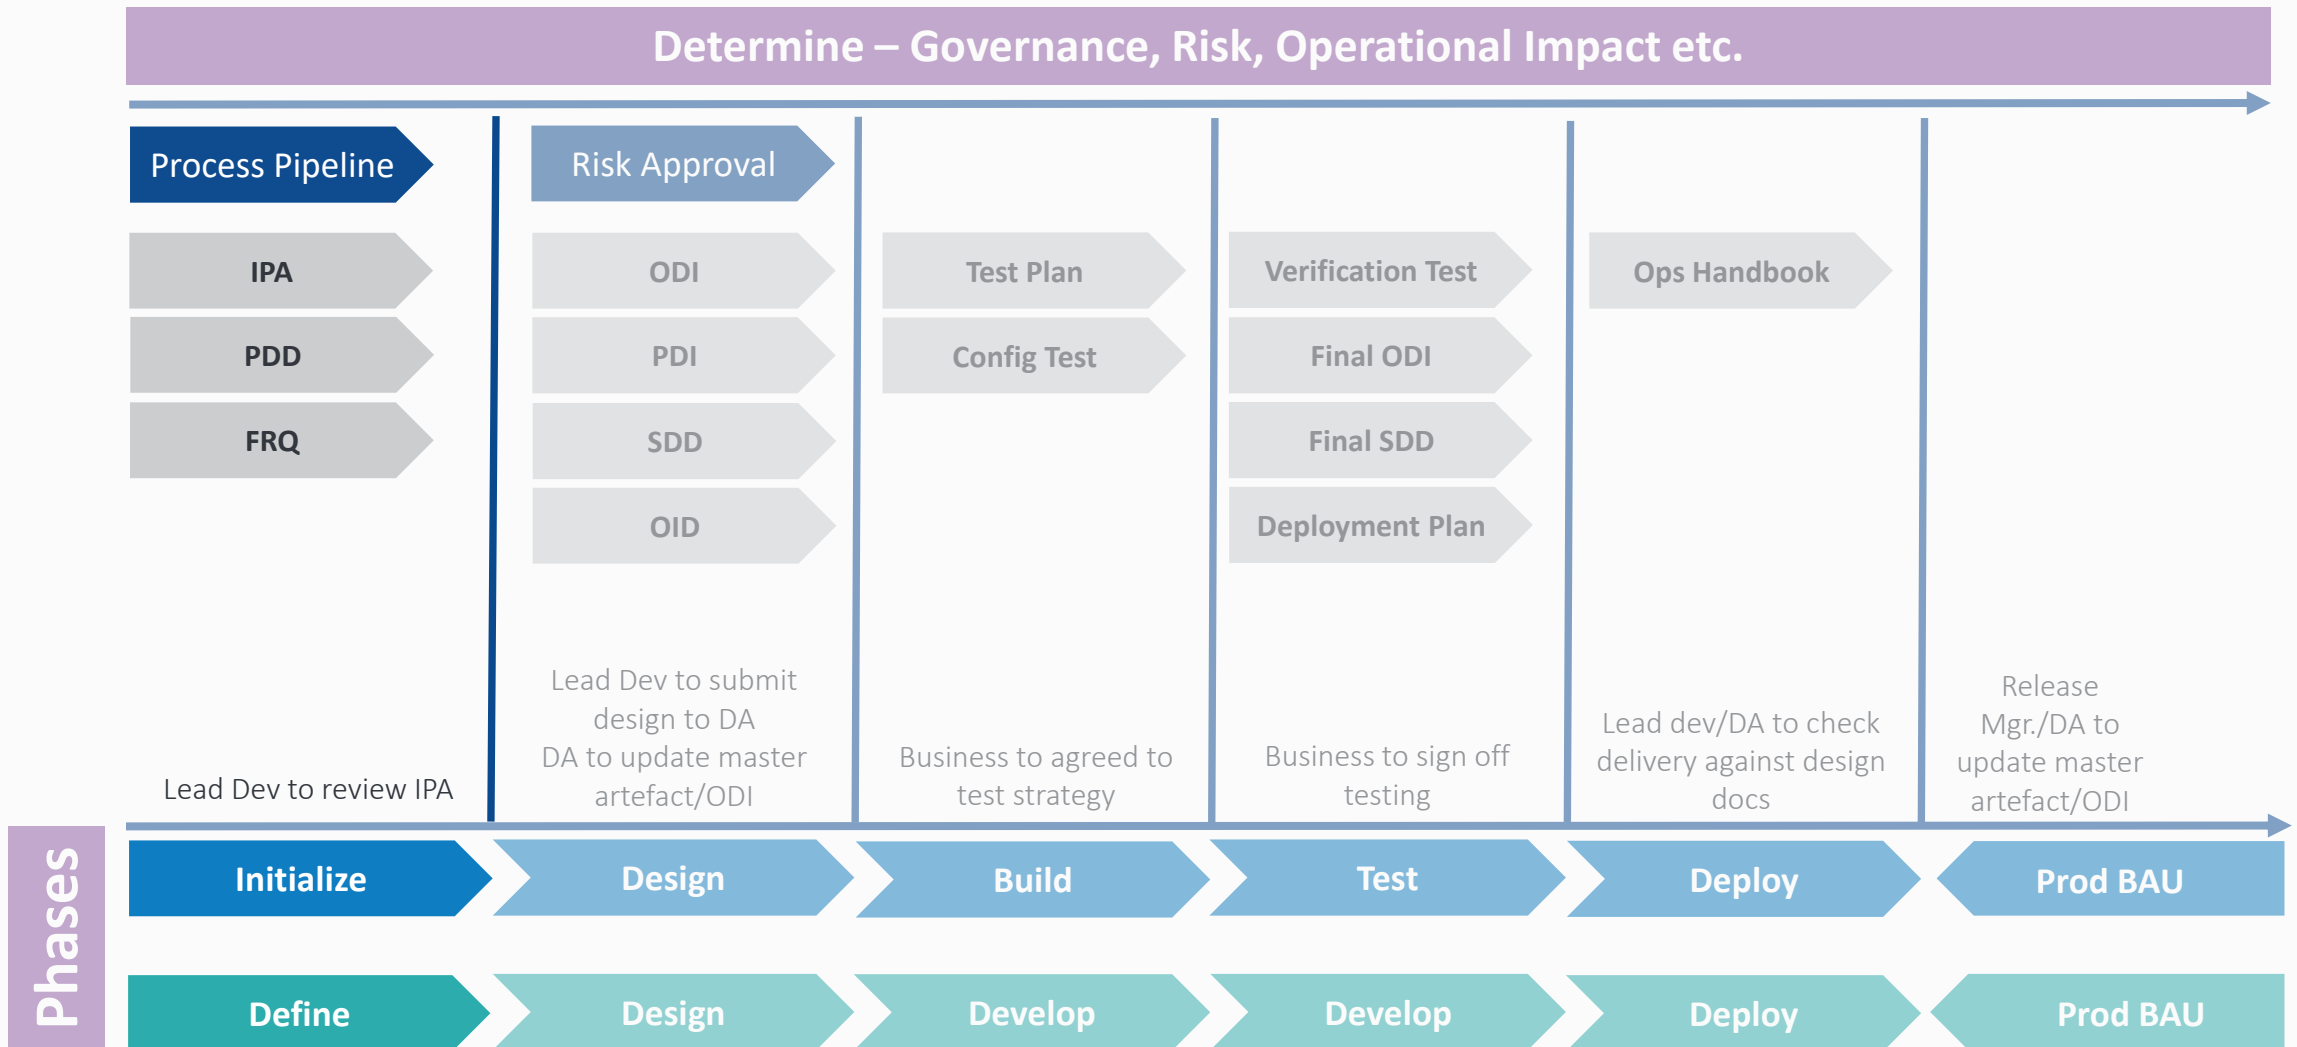 Determine – Governance, Risk, Operational Impact etc.
Process Pipeline
IPA
PDD
FRQ
Lead Dev to review IPA
Risk Approval
ODI
PDI
SDD
OID
Lead Dev to submit
design to DA
DA to update master
artefact/ODI
Test Plan
Config Test
Business to agreed to
test strategy
Verification Test
Final ODI
Final SDD
Deployment Plan
Business to sign off
testing
Ops Handbook
Lead dev/DA to check
delivery against design
docs
Release
Mgr./DA to
update master
artefact/ODI
Phases
Initialize
Design
Build
Test
Deploy
Prod BAU
Define
Design
Develop
Develop
Deploy
Prod BAU